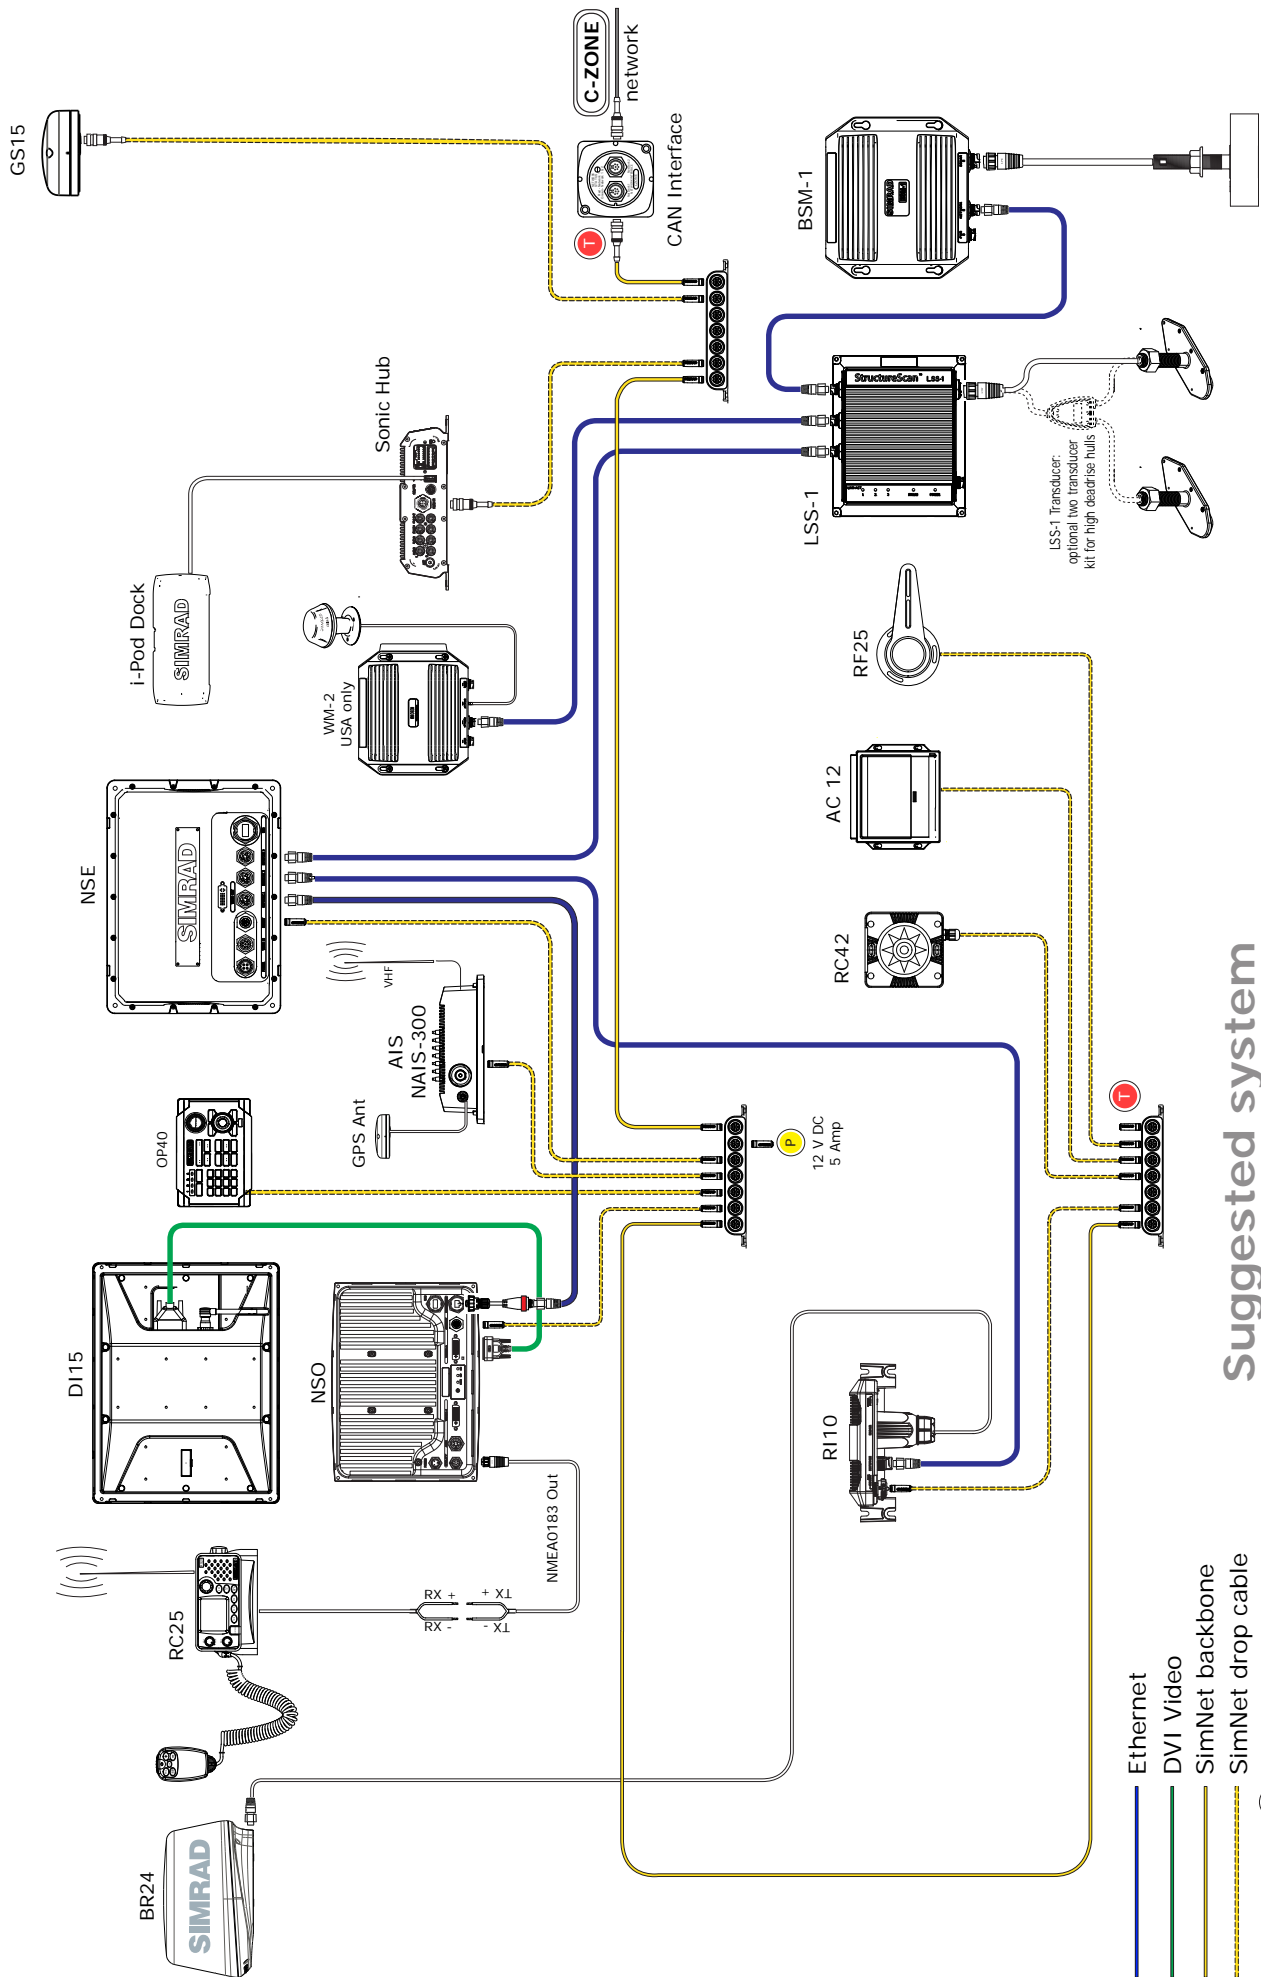 BR24
SIMRAD
RC25
DI15
OP40
NSE
SIMRAD
i-Pod Dock
SIMRAD
Sonic Hub
GS15
NSO
GPS Ant
AIS
NAIS-300
VHF
WM-2
USA only
C-ZONE
network
T
CAN Interface
RX -
RX +
TX -
TX +
NMEA0183 Out
P
12 V DC
5 Amp
LSS-1
StructureScan™ LSS-1
BSM-1
RI10
RC42
AC 12
RF25
LSS-1 Transducer:
optional two transducer
kit for high deadrise hulls
T
Ethernet
DVI Video
SimNet backbone
SimNet drop cable
Suggested system